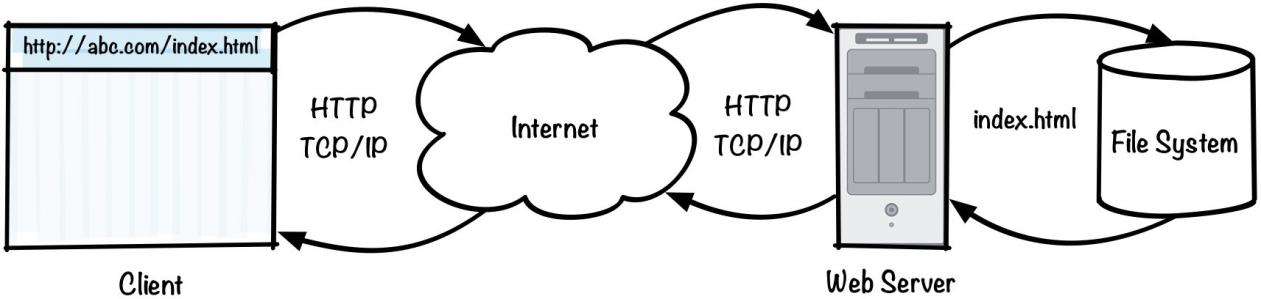 http://abc.com/index.html
HTTP
TCP/IP
Internet
HTTP
TCP/IP
index.html
File System
Client
Web Server